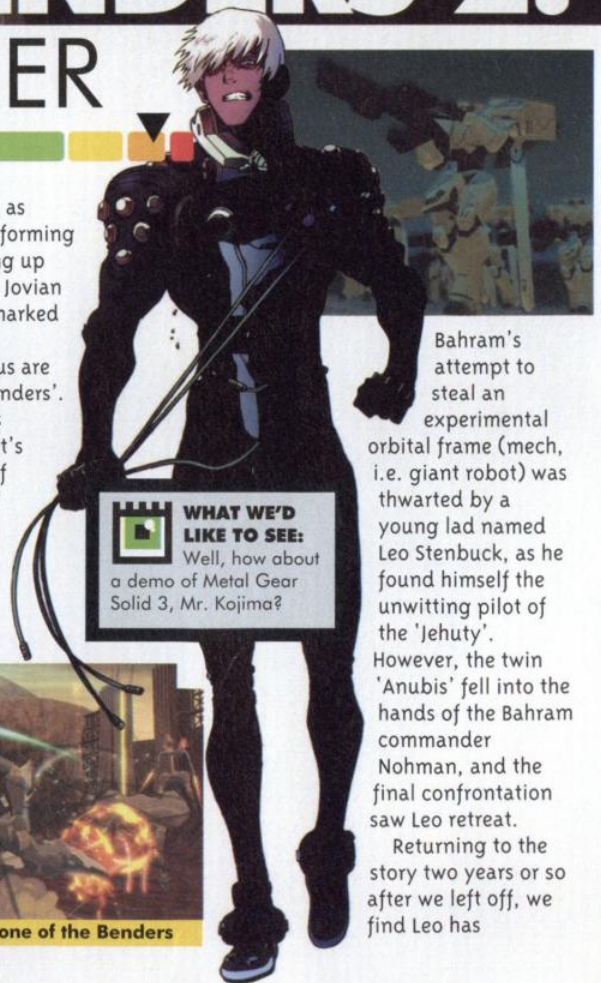 NDERS 2:
ER
as
forming
g up
Jovian
marked
us are
nders'.
t's
f
WHAT WE'D
LIKE TO SEE:
Well, how about
a demo of Metal Gear
Solid 3, Mr. Kojima?
one of the Benders
Bahram's
attempt to
steal an
experimental
orbital frame (mech,
i.e. giant robot) was
thwarted by a
young lad named
Leo Stenbuck, as he
found himself the
unwitting pilot of
the 'Jehuty'.
However, the twin
'Anubis' fell into the
hands of the Bahram
commander
Nohman, and the
final confrontation
saw Leo retreat.
Returning to the
story two years or so
after we left off, we
find Leo has